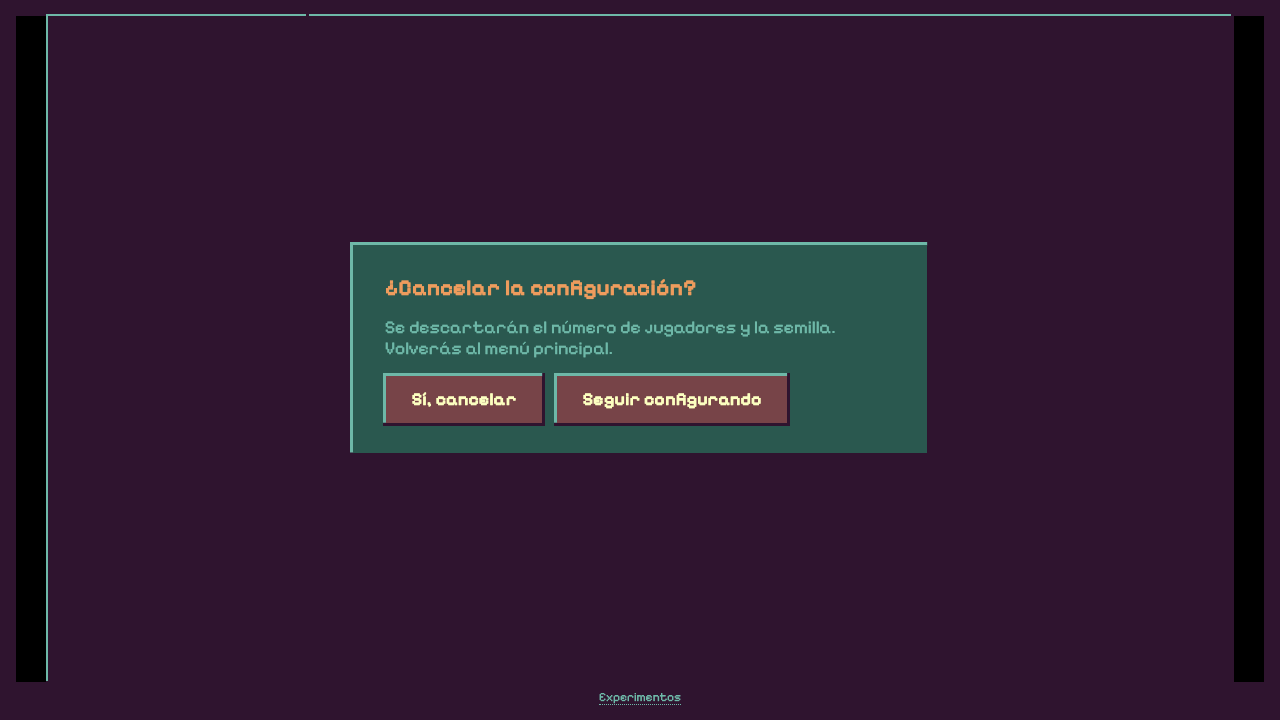 ¿Cancelar la configuración?
Se descartarán el número de jugadores y la semilla.
Volverás al menú principal.
Sí, cancelar
Seguir configurando
Experimentos